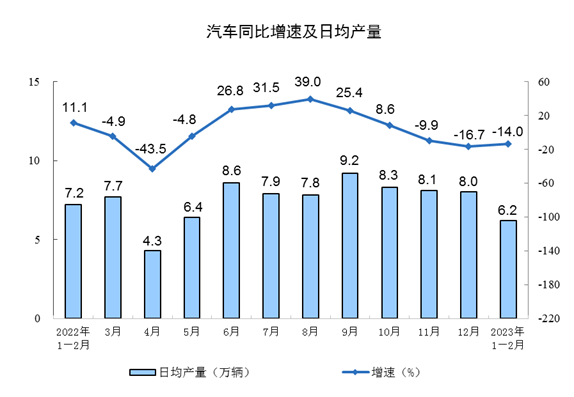 汽车同比增速及日均产量
15 10 5 0
60 20 -20 -60 -100 -140 -180 -220
11.1 -4.9 -43.5 -4.8 26.8 31.5 39.0 25.4 8.6 -9.9 -16.7 -14.0
7.2 7.7 4.3 6.4 8.6 7.9 7.8 9.2 8.3 8.1 8.0 6.2
2022年 3月 4月 5月 6月 7月 8月 9月 10月 11月 12月 2023年
1—2月 1—2月
日均产量（万辆） 增速（%）